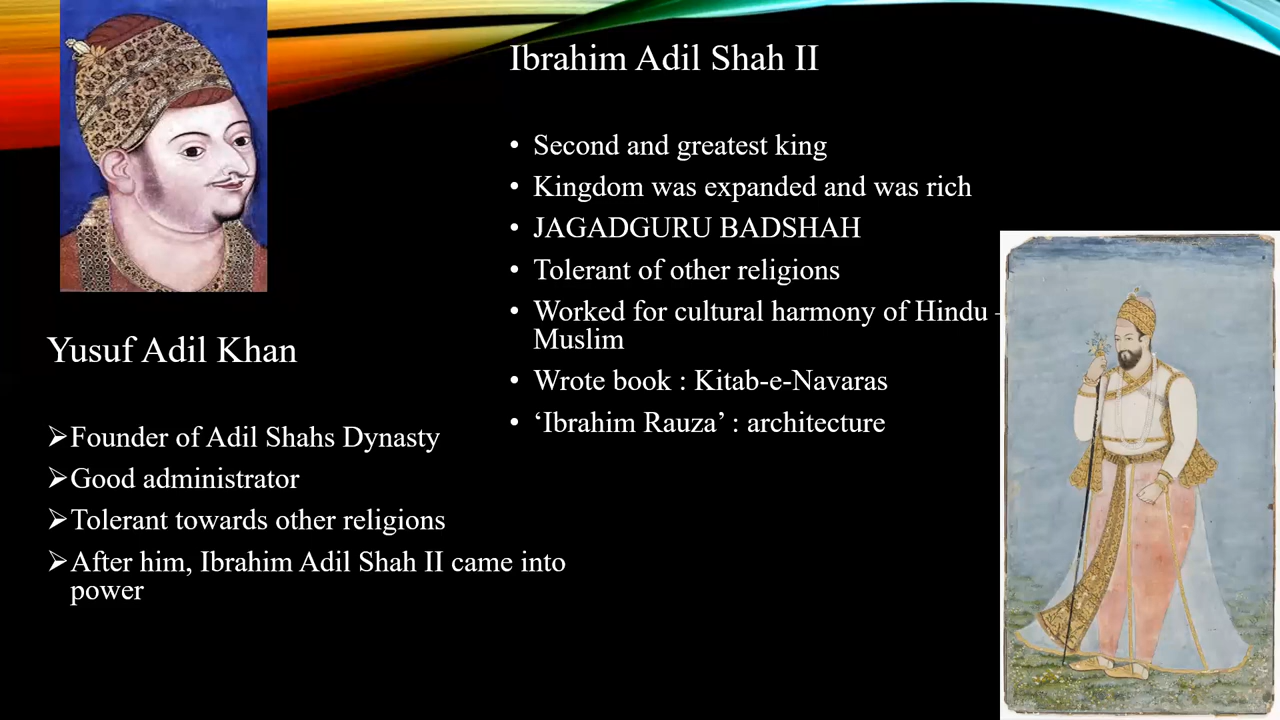 Yusuf Adil Khan
➢Founder of Adil Shahs Dynasty
➢Good administrator
➢Tolerant towards other religions
➢After him, Ibrahim Adil Shah II came into
power
Ibrahim Adil Shah II
• Second and greatest king
• Kingdom was expanded and was rich
• JAGADGURU BADSHAH
• Tolerant of other religions
• Worked for cultural harmony of Hindu –
Muslim
• Wrote book : Kitab-e-Navaras
• ‘Ibrahim Rauza’ : architecture